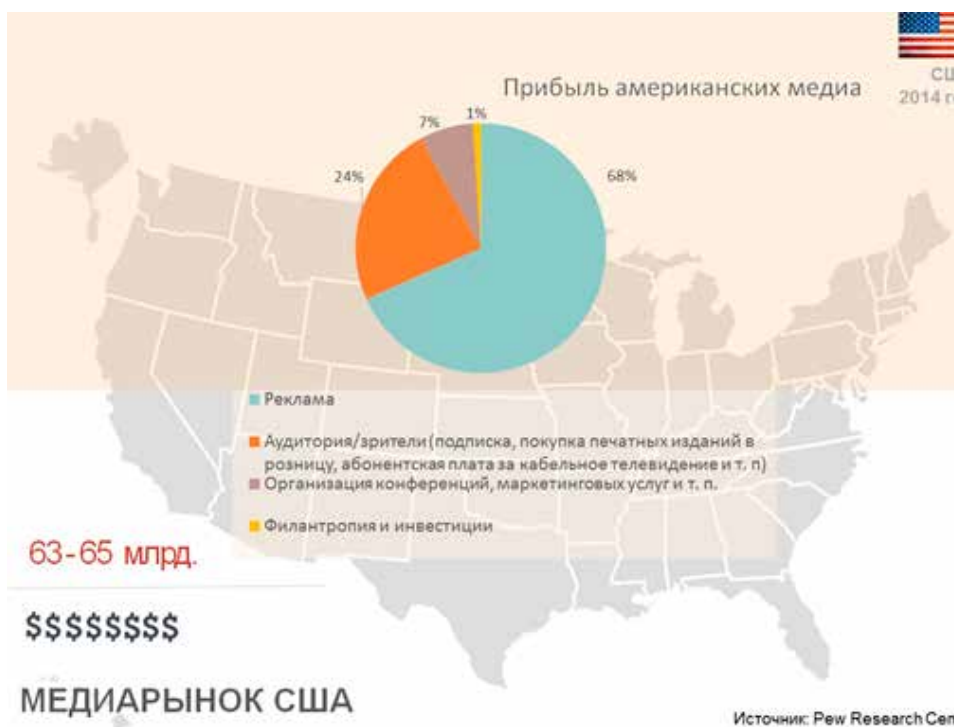 Прибыль американских медиа
СШ
2014 г
1%
7%
24%
68%
Реклама
Аудитория/зрители (подписка, покупка печатных изданий в
розницу, абонентская плата за кабельное телевидение и т. п)
Организация конференций, маркетинговых услуг и т. п.
Филантропия и инвестиции
63-65 млрд.
$$$$$$$$
МЕДИАРЫНОК США
Источник: Pew Research Cen